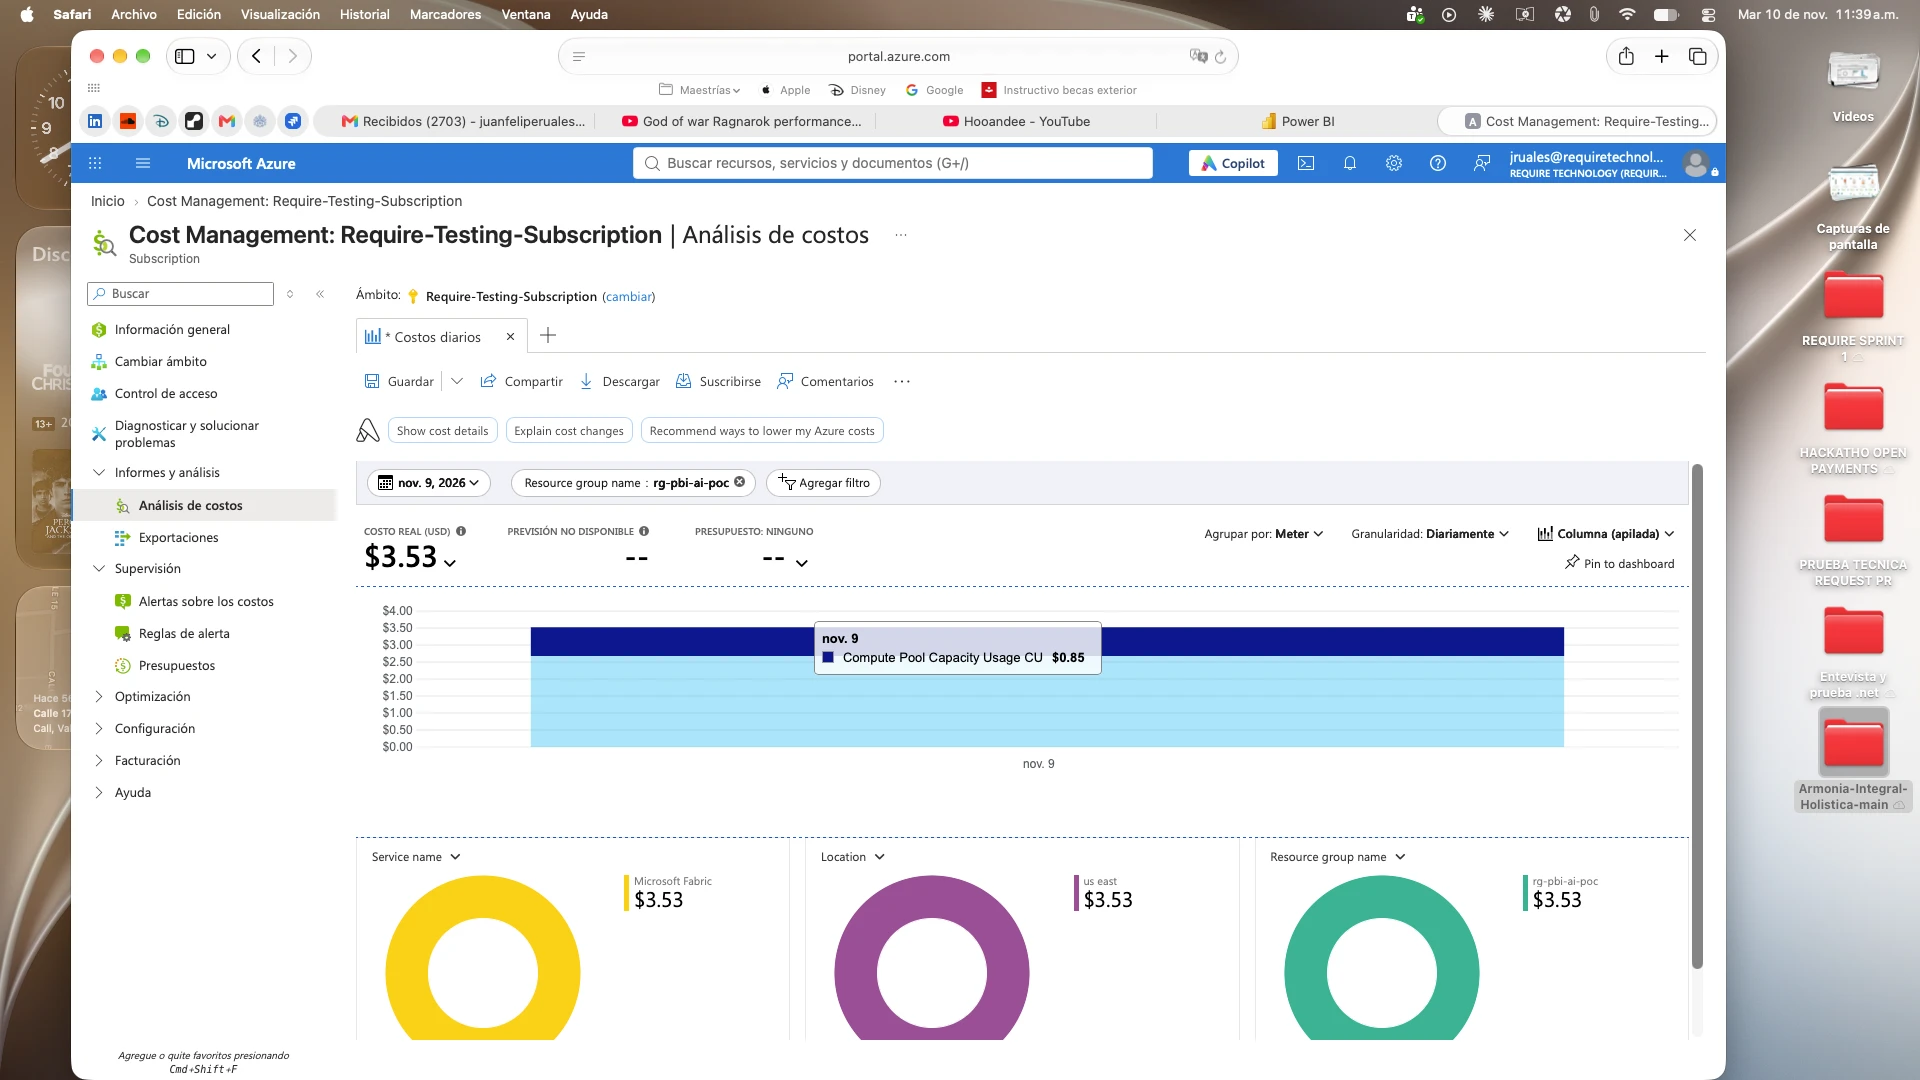 Safari Archivo Edición Visualización Historial Marcadores Ventana Ayuda
Mar 10 de nov. 11:39 a.m.
portal.azure.com
Maestrías Apple Disney Google Instructivo becas exterior
Recibidos (2703) - juanfeliperuales...
God of war Ragnarok performance...
Hooandee - YouTube
Power BI
Cost Management: Require-Testing...
Microsoft Azure
Buscar recursos, servicios y documentos (G+/)
Copilot
jruales@requiretechnol...
REQUIRE TECHNOLOGY (REQUIR...
Inicio › Cost Management: Require-Testing-Subscription
Cost Management: Require-Testing-Subscription | Análisis de costos ...
Subscription
Buscar
Información general
Cambiar ámbito
Control de acceso
Diagnosticar y solucionar
problemas
Informes y análisis
Análisis de costos
Exportaciones
Supervisión
Alertas sobre los costos
Reglas de alerta
Presupuestos
Optimización
Configuración
Facturación
Ayuda
Agregue o quite favoritos presionando
Cmd+Shift+F
Ámbito: Require-Testing-Subscription (cambiar)
* Costos diarios
Guardar Compartir Descargar Suscribirse Comentarios ...
Show cost details
Explain cost changes
Recommend ways to lower my Azure costs
nov. 9, 2026
Resource group name : rg-pbi-ai-poc
Agregar filtro
COSTO REAL (USD)
$3.53
PREVISIÓN NO DISPONIBLE
--
PRESUPUESTO: NINGUNO
--
Agrupar por: Meter
Granularidad: Diariamente
Columna (apilada)
Pin to dashboard
$4.00
$3.50
$3.00
$2.50
$2.00
$1.50
$1.00
$0.50
$0.00
nov. 9
Compute Pool Capacity Usage CU $0.85
nov. 9
Service name
Microsoft Fabric
$3.53
Location
us east
$3.53
Resource group name
rg-pbi-ai-poc
$3.53
Videos
Capturas de
pantalla
REQUIRE SPRINT
1
HACKATHO OPEN
PAYMENTS
PRUEBA TECNICA
REQUEST PR
Entevista y
prueba .net
Armonia-Integral-
Holistica-main
10
9
8
Disc
13+
Hace 56
Calle 17
Cali, Val